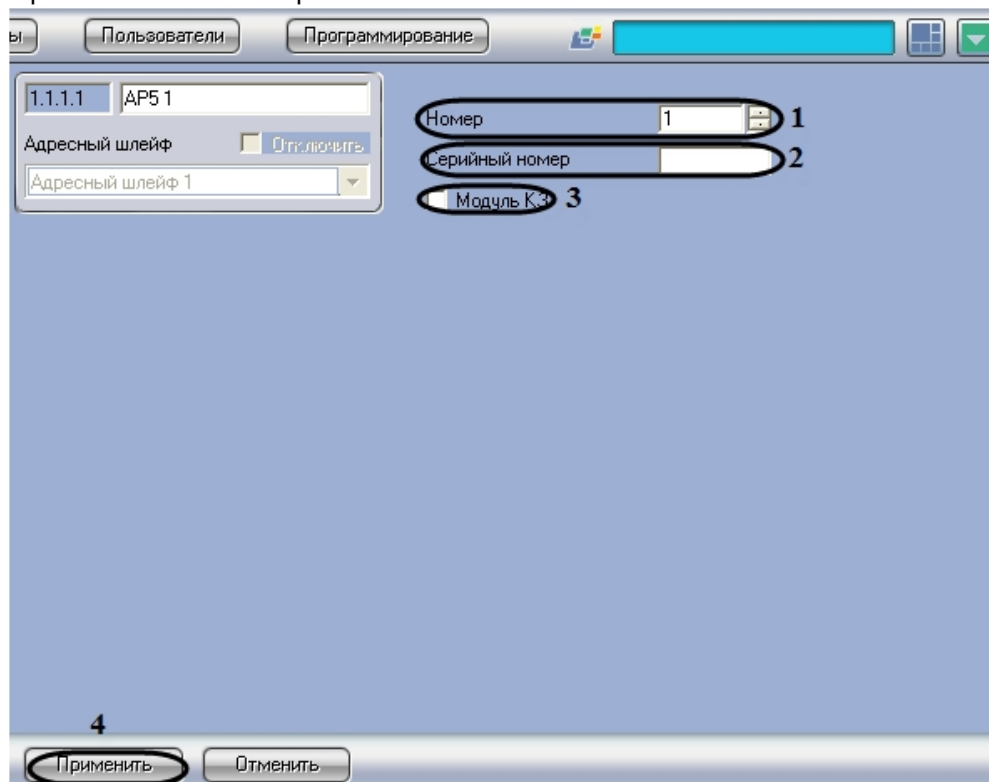 ы Пользователи Программирование
1.1.1.1 АР5 1
Номер 1 1
Адресный шлейф Отключить
Серийный номер 2
Адресный шлейф 1
Модуль КЗ 3
4
Применить Отменить